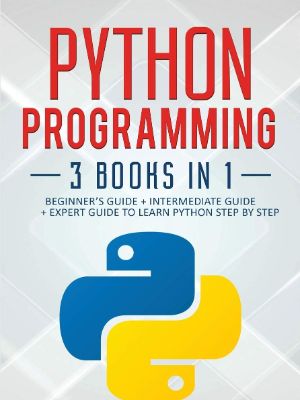 PYTHON
PROGRAMMING
3 BOOKS IN 1
BEGINNER'S GUIDE + INTERMEDIATE GUIDE
+ EXPERT GUIDE TO LEARN PYTHON STEP BY STEP